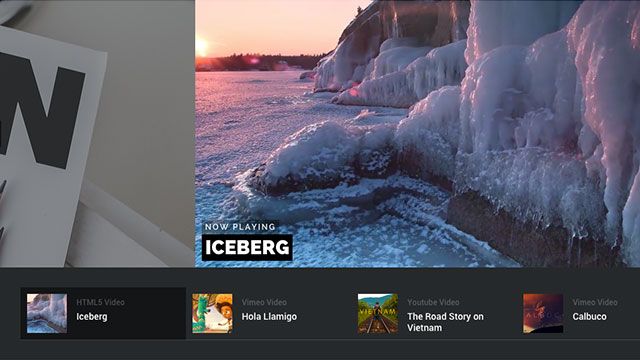 N
NOW PLAYING
ICEBERG
HTML5 Video
Iceberg
Vimeo Video
Hola Llamigo
VIETNAM
Youtube Video
The Road Story on
Vietnam
Vimeo Video
Calbuco